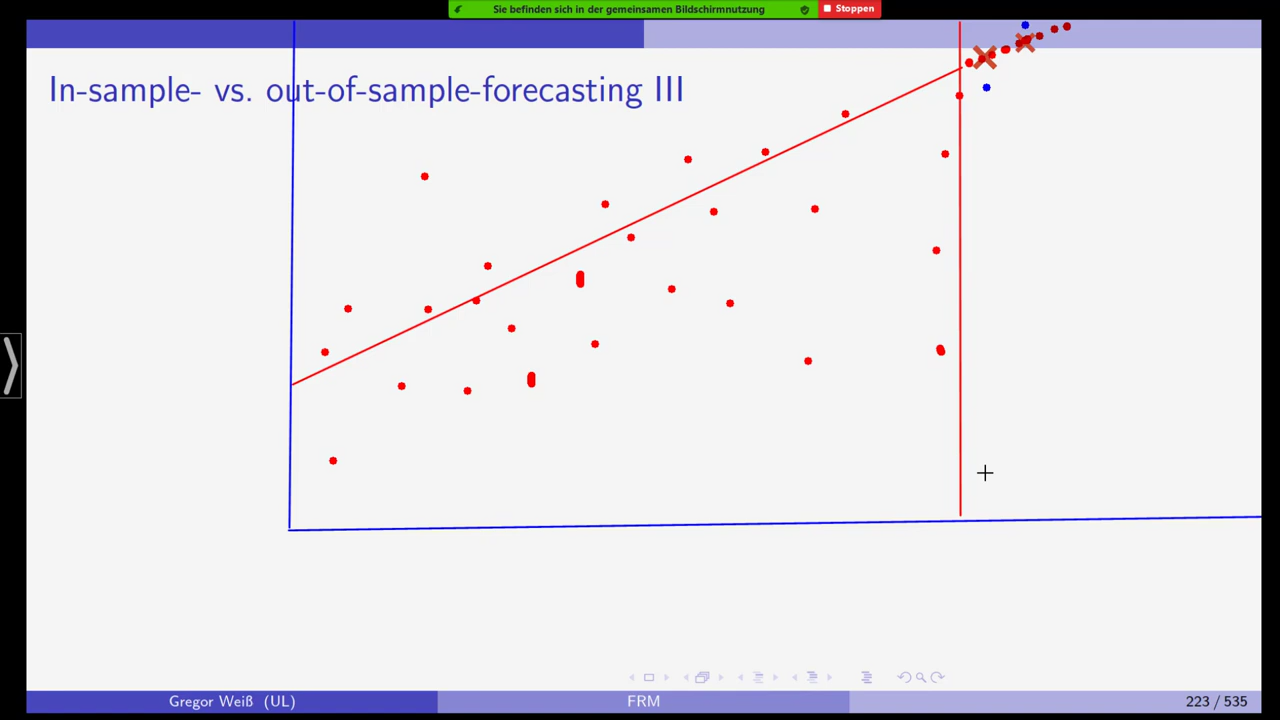 Sie befinden sich in der gemeinsamen Bildschirmnutzung
Stoppen
In-sample- vs. out-of-sample-forecasting III
Gregor Weiß (UL)
FRM
223 / 535